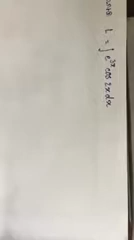 I = ∫ e^{3x} cos 2x dx